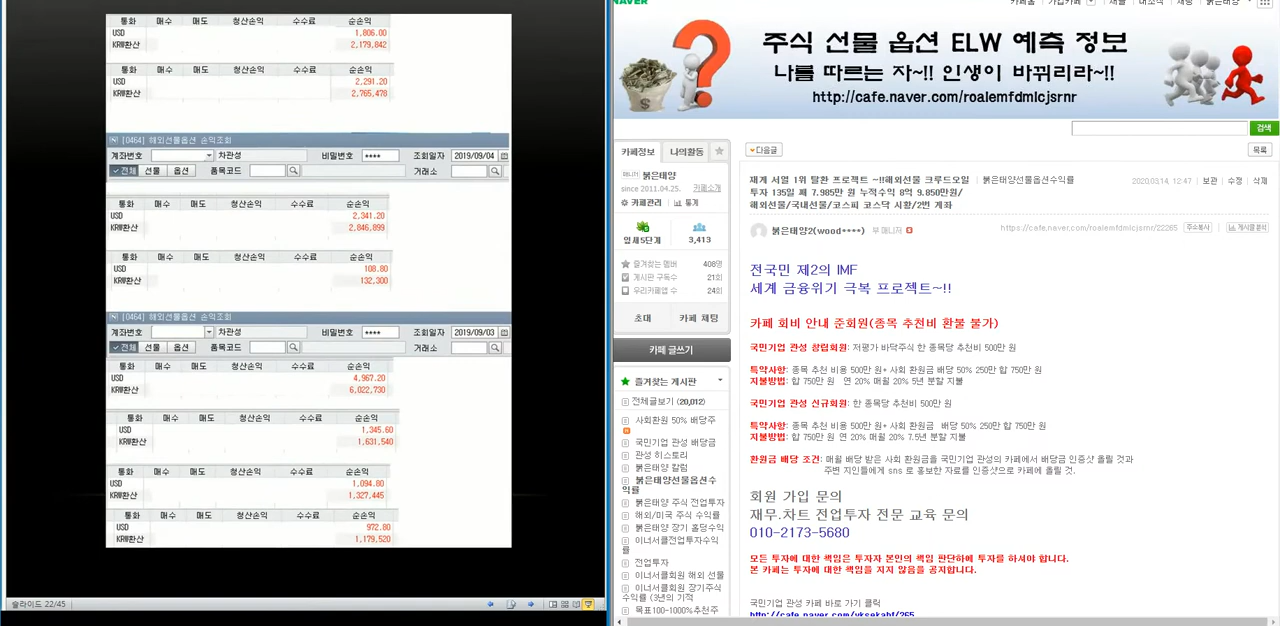 통화 매수 매도 청산손익 수수료 순손익
USD 1,806.00
KRW환산 2,179,842
통화 매수 매도 청산손익 수수료 순손익
USD 2,291.20
KRW환산 2,765,478
[0464] 해외선물옵션 손익조회
계좌번호 차관성 비밀번호 **** 조회일자 2019/09/04
전체 선물 옵션 품목코드 거래소
통화 매수 매도 청산손익 수수료 순손익
USD 2,341.20
KRW환산 2,846,899
통화 매수 매도 청산손익 수수료 순손익
USD 108.80
KRW환산 132,300
[0464] 해외선물옵션 손익조회
계좌번호 차관성 비밀번호 **** 조회일자 2019/09/03
전체 선물 옵션 품목코드 거래소
통화 매수 매도 청산손익 수수료 순손익
USD 4,967.20
KRW환산 6,022,730
통화 매수 매도 청산손익 수수료 순손익
USD 1,345.60
KRW환산 1,631,540
통화 매수 매도 청산손익 수수료 순손익
USD 1,094.80
KRW환산 1,327,445
통화 매수 매도 청산손익 수수료 순손익
USD 972.80
KRW환산 1,179,520
슬라이드 22/45
NAVER
주식 선물 옵션 ELW 예측 정보
나를 따르는 자~!! 인생이 바뀌리라~!!
http://cafe.naver.com/roalemfdmlcjsrnr
검색
카페정보 나의활동
매니저 붉은태양
since 2011.04.25. 카페소개
카페관리 통계
잎새5단계 3,413
즐겨찾는 멤버 408명
게시판 구독수 21회
우리카페앱 수 24회
초대 카페 채팅
카페 글쓰기
즐겨찾는 게시판
전체글보기 (20,012)
사회환원 50% 배당주
국민기업 관성 배당금
관성 히스토리
붉은태양 칼럼
붉은태양선물옵션수익률
붉은태양 주식 전업투자
해외/미국 주식 수익률
붉은태양 장기 홀딩수익
이너서클전업투자수익률
전업투자
이너서클회원 해외 선물
이너서클회원 장기주식수익률 (3년의 기적
목표100-1000%추천주
다음글 목록
재계 서열 1위 탈환 프로젝트 ~!!해외선물 크루드오일 | 붉은태양선물옵션수익률 2020.03.14. 12:47 보관 수정 삭제
투자 135일 째 7.985만 원 누적수익 8억 9.850만원/
해외선물/국내선물/코스피 코스닥 시황/2번 계좌
붉은태양2(wood****) 부매니저 https://cafe.naver.com/roalemfdmlcjsrnr/22265 주소복사 게시글 분석
전국민 제2의 IMF
세계 금융위기 극복 프로젝트~!!
카페 회비 안내 준회원(종목 추천비 환불 불가)
국민기업 관성 창립회원: 저평가 바닥주식 한 종목당 추천비 500만 원
특약사항: 종목 추천 비용 500만 원+ 사회 환원금 배당 50% 250만 합 750만 원
지불방법: 합 750만 원 연 20% 매월 20% 5년 분할 지불
국민기업 관성 신규회원: 한 종목당 추천비 500만 원
특약사항: 종목 추천 비용 500만 원+ 사회 환원금 배당 50% 250만 합 750만 원
지불방법: 합 750만 원 연 20% 매월 20% 7.5년 분할 지불
환원금 배당 조건: 매월 배당 받은 사회 환원금을 국민기업 관성의 카페에서 배당금 인증샷 올릴 것과
주변 지인들에게 sns 로 홍보한 자료를 인증샷으로 카페에 올릴 것.
회원 가입 문의
재무.차트 전업투자 전문 교육 문의
010-2173-5680
모든 투자에 대한 책임은 투자자 본인의 책임 판단하에 투자를 하셔야 합니다.
본 카페는 투자에 대한 책임을 지지 않음을 공지합니다.
국민기업 관성 카페 바로 가기 클릭